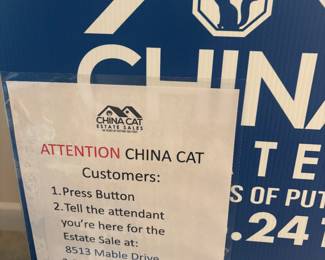 CHINA
TE
S OF PUT
.24
CHINA CAT
ESTATE SALES
ATTENTION CHINA CAT
Customers:
1. Press Button
2. Tell the attendant
you're here for the
Estate Sale at:
8513 Mable Drive